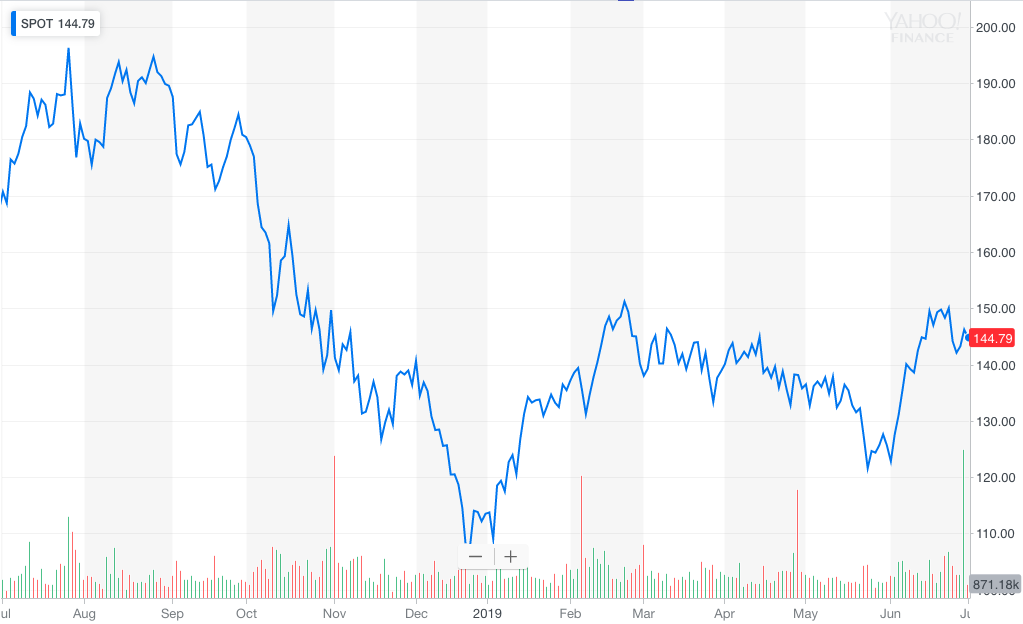 SPOT 144.79
YAHOO!
FINANCE
200.00
190.00
180.00
170.00
160.00
150.00
144.79
140.00
130.00
120.00
110.00
871.18k
ul Aug Sep Oct Nov Dec 2019 Feb Mar Apr May Jun Ju